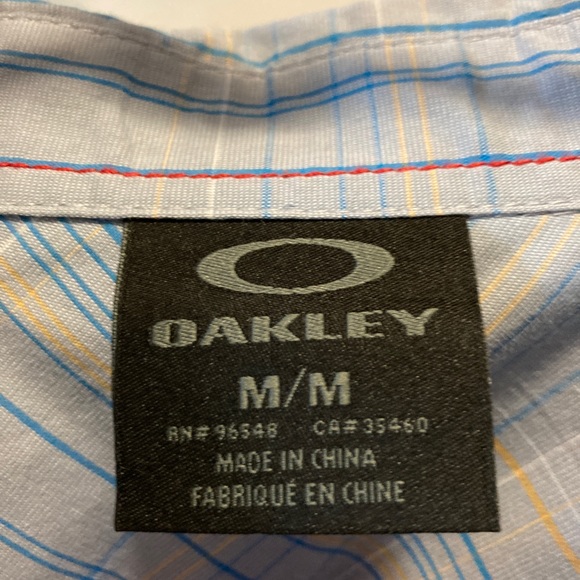 OAKLEY
M/M
RN# 96548 CA# 35460
MADE IN CHINA
FABRIQUÉ EN CHINE